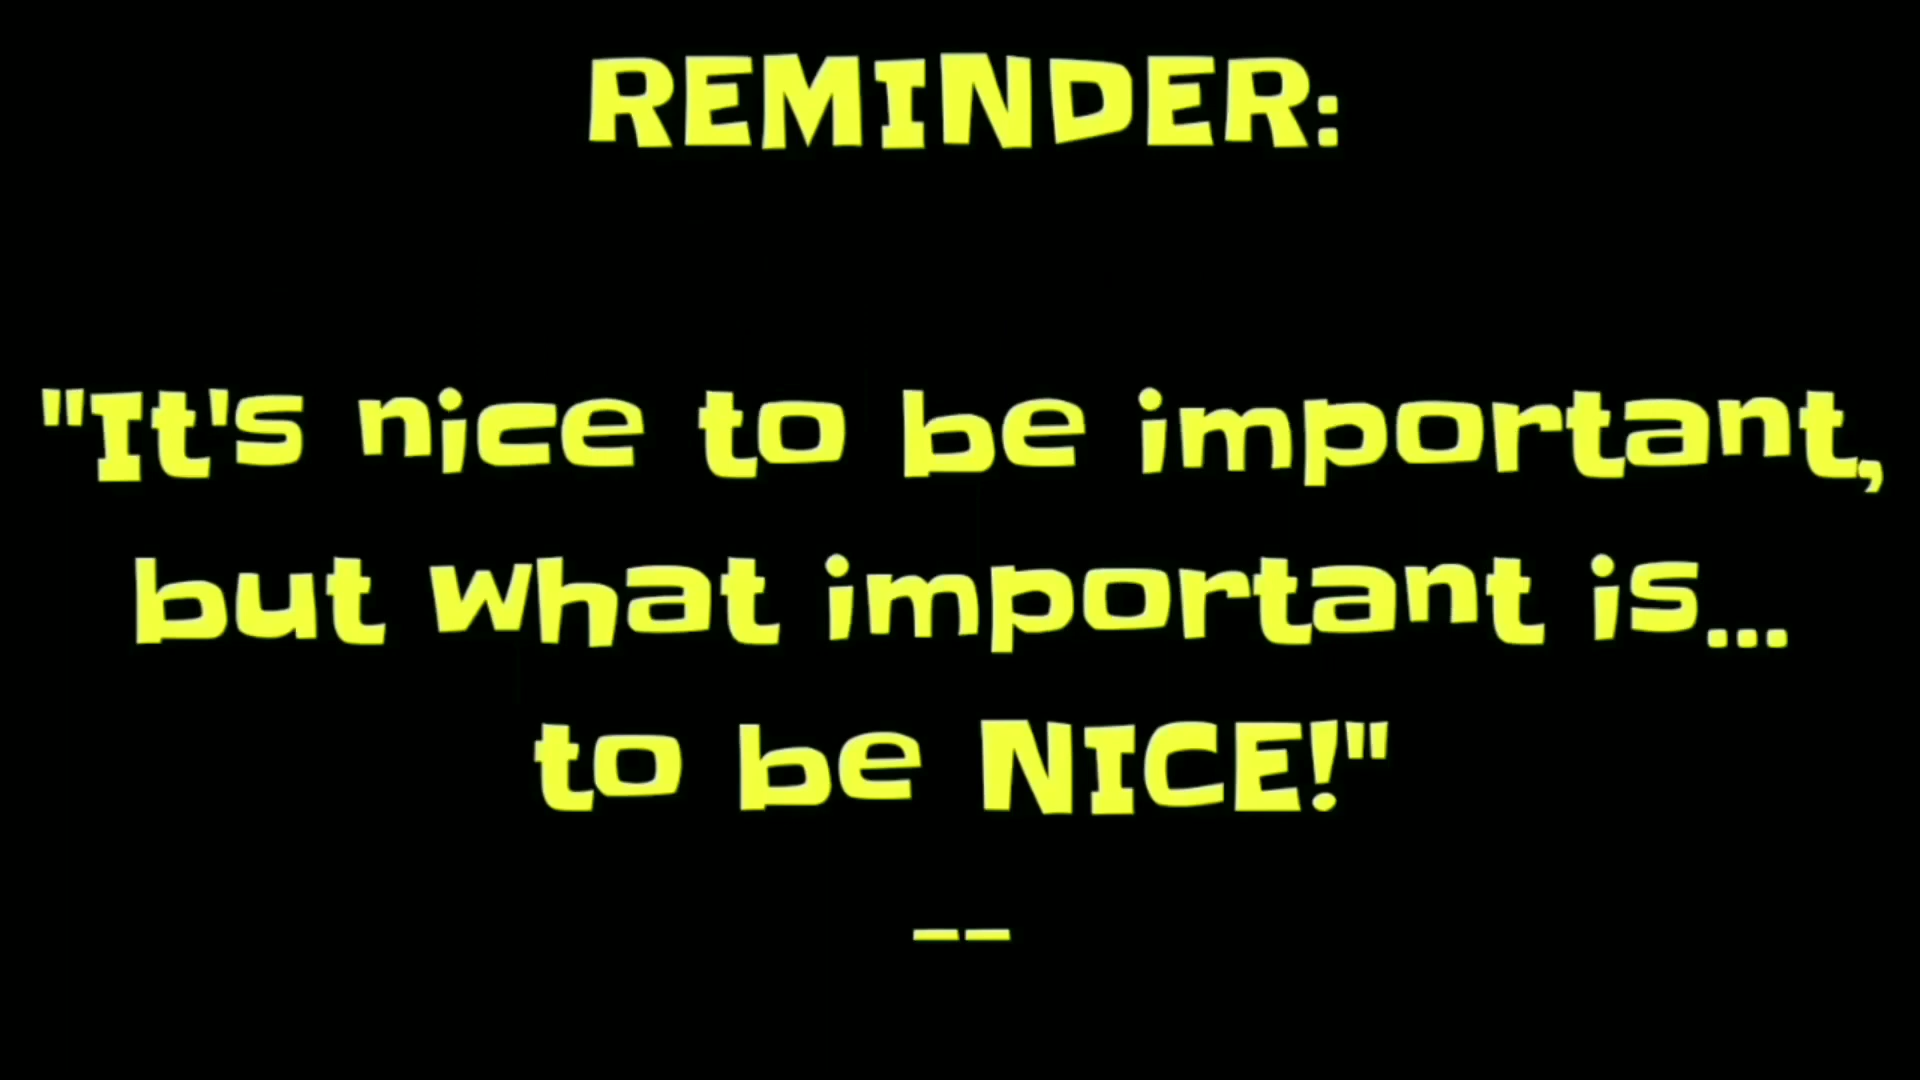 REMINDER:
"It's nice to be important,
but what important is...
to be NICE!"
--